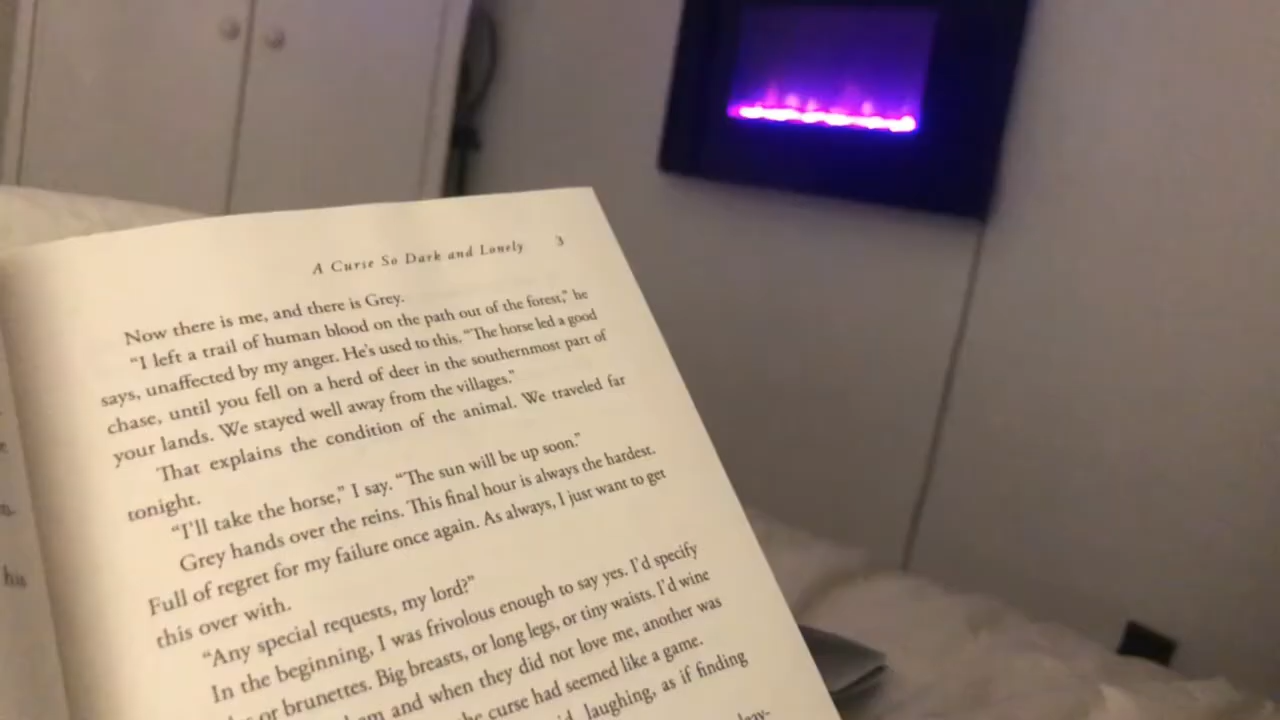 A Curse So Dark and Lonely 3
Now there is me, and there is Grey.
“I left a trail of human blood on the path out of the forest,” he
says, unaffected by my anger. He’s used to this. “The horse led a good
chase, until you fell on a herd of deer in the southernmost part of
your lands. We stayed well away from the villages.”
That explains the condition of the animal. We traveled far
tonight.
“I’ll take the horse,” I say. “The sun will be up soon.”
Grey hands over the reins. This final hour is always the hardest.
Full of regret for my failure once again. As always, I just want to get
this over with.
“Any special requests, my lord?”
In the beginning, I was frivolous enough to say yes. I’d specify
or brunettes. Big breasts, or long legs, or tiny waists. I’d wine
and when they did not love me, another was
curse had seemed like a game.
laughing, as if finding
his